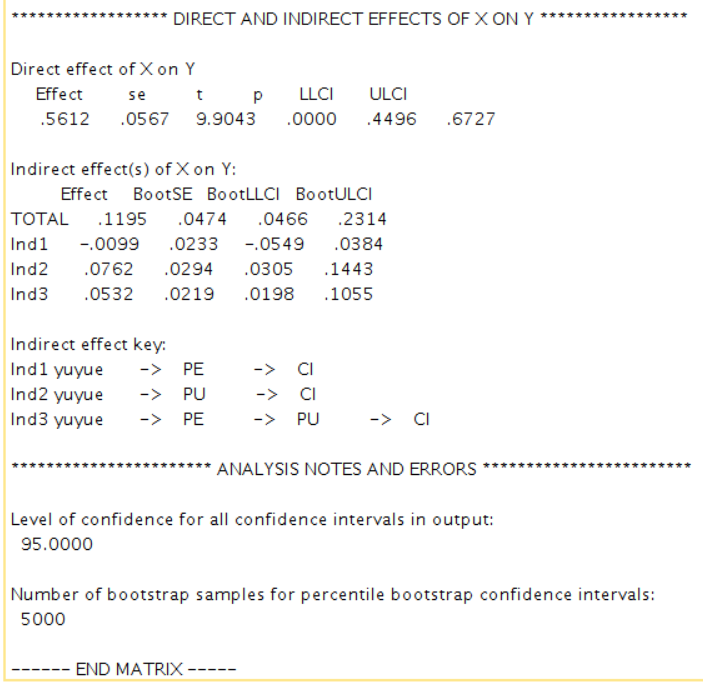 ****************** DIRECT AND INDIRECT EFFECTS OF X ON Y *****************
Direct effect of X on Y
Effect se t p LLCI ULCI
.5612 .0567 9.9043 .0000 .4496 .6727
Indirect effect(s) of X on Y:
Effect BootSE BootLLCI BootULCI
TOTAL .1195 .0474 .0466 .2314
Ind1 -.0099 .0233 -.0549 .0384
Ind2 .0762 .0294 .0305 .1443
Ind3 .0532 .0219 .0198 .1055
Indirect effect key:
Ind1 yuyue -> PE -> CI
Ind2 yuyue -> PU -> CI
Ind3 yuyue -> PE -> PU -> CI
*********************** ANALYSIS NOTES AND ERRORS ************************
Level of confidence for all confidence intervals in output:
95.0000
Number of bootstrap samples for percentile bootstrap confidence intervals:
5000
------ END MATRIX -----